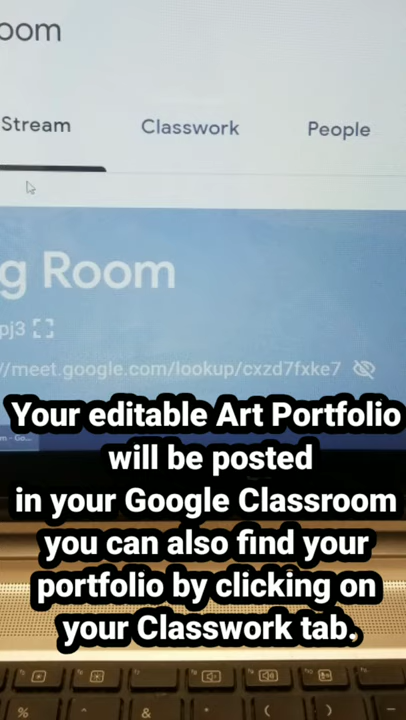 oom
Stream Classwork People
g Room
pj3
//meet.google.com/lookup/cxzd7fxke7
m - Go...
Your editable Art Portfolio
will be posted
in your Google Classroom
you can also find your
portfolio by clicking on
your Classwork tab.
% ^ & * ( )